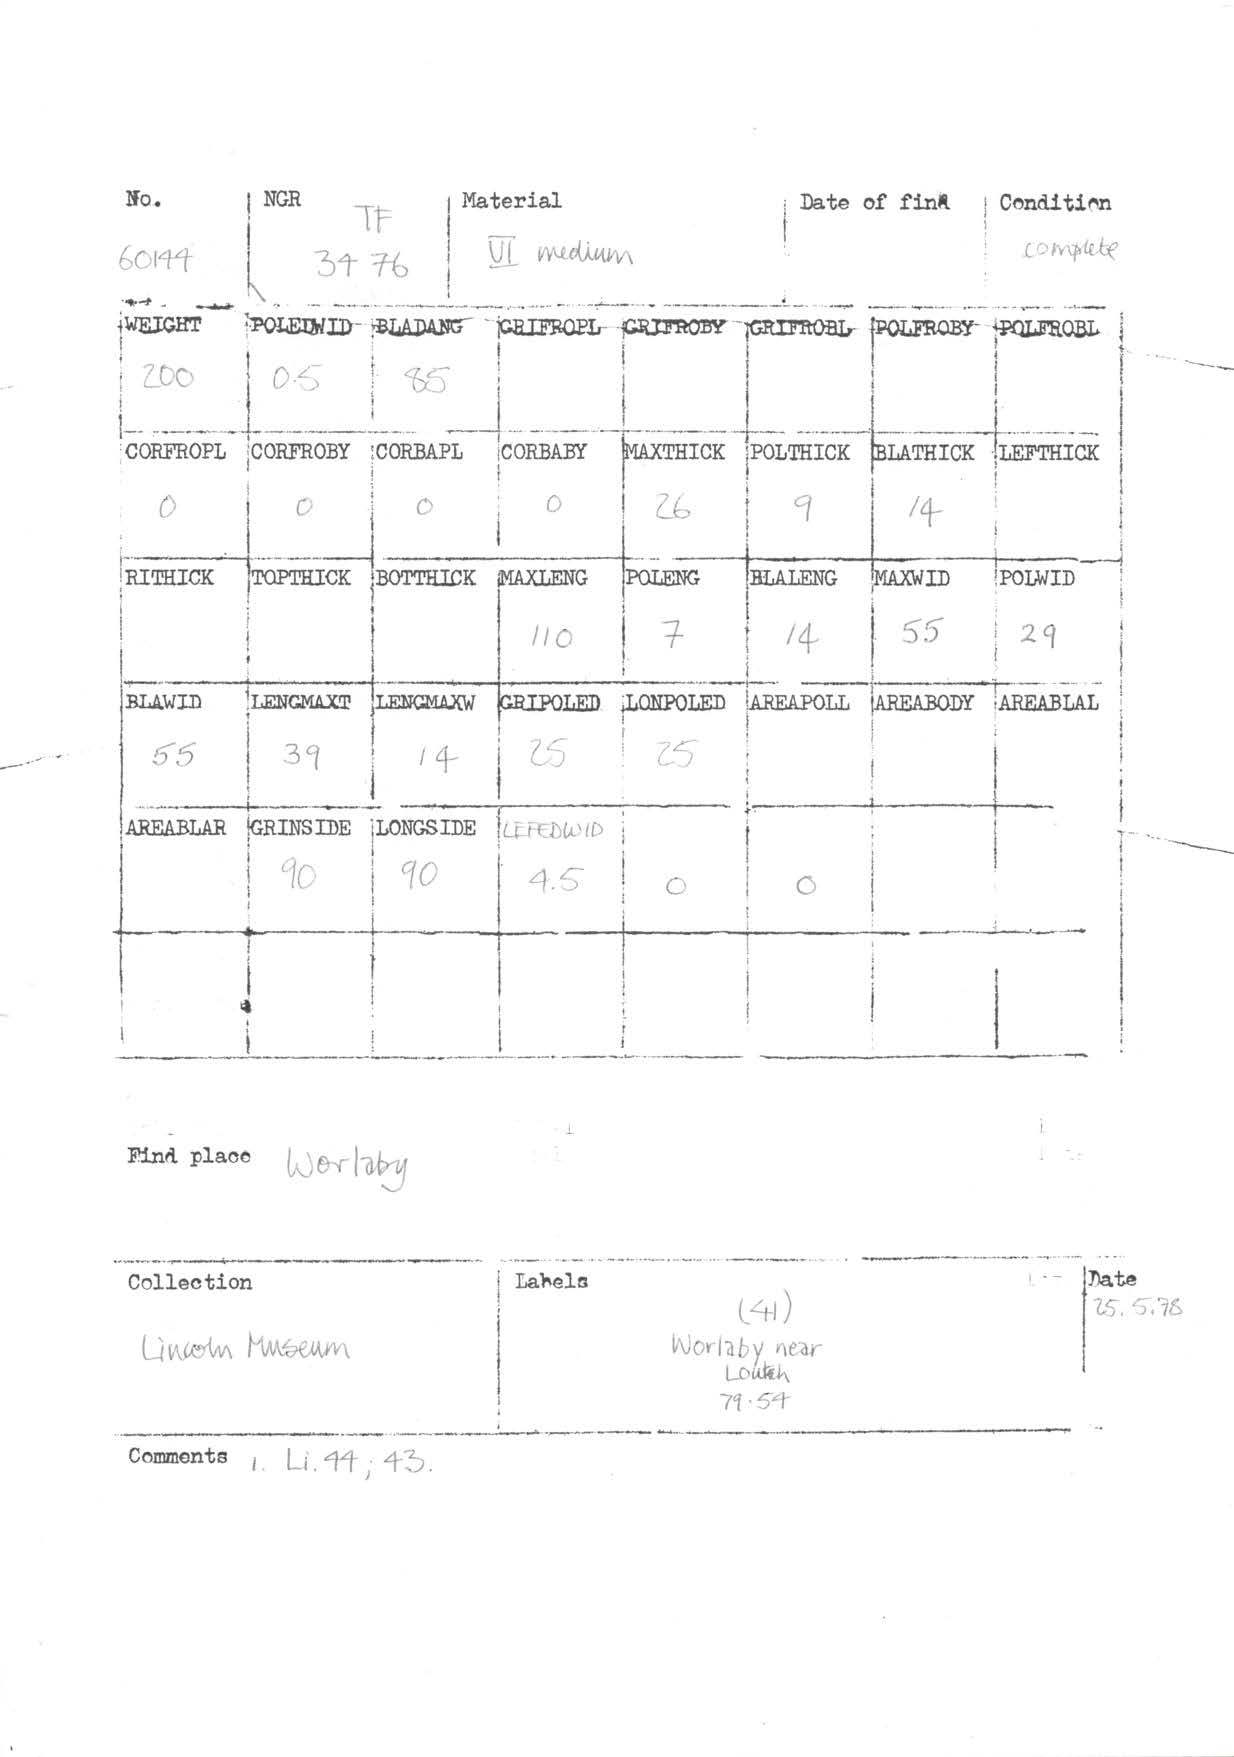 No. NGR Material Date of find Condition
60144 TF 34 76 VI medium complete
WEIGHT POLEDWID BLADANG GRIFROPL GRIFROBY GRIFROBL POLFROBY POLFROBL
200 0.5 85
CORFROPL CORFROBY CORBAPL CORBABY MAXTHICK POLTHICK BLATHICK LEFTHICK
0 0 0 0 26 9 14
RITHICK TOPTHICK BOTTHICK MAXLENG POLENG BLALENG MAXWID POLWID
110 7 14 55 29
BLAWID LENGMAXT LENGMAXW GRIPOLED LONPOLED AREAPOLL AREABODY AREABLAL
55 39 14 25 25
AREABLAR GRINSIDE LONGSIDE LEFEDWID
90 90 4.5 0 0
Find place Worlaby
Collection Labels Date
(41) 25.5.78
Lincoln Museum Worlaby near
Louth
79.54
Comments 1. Li.44; 43.